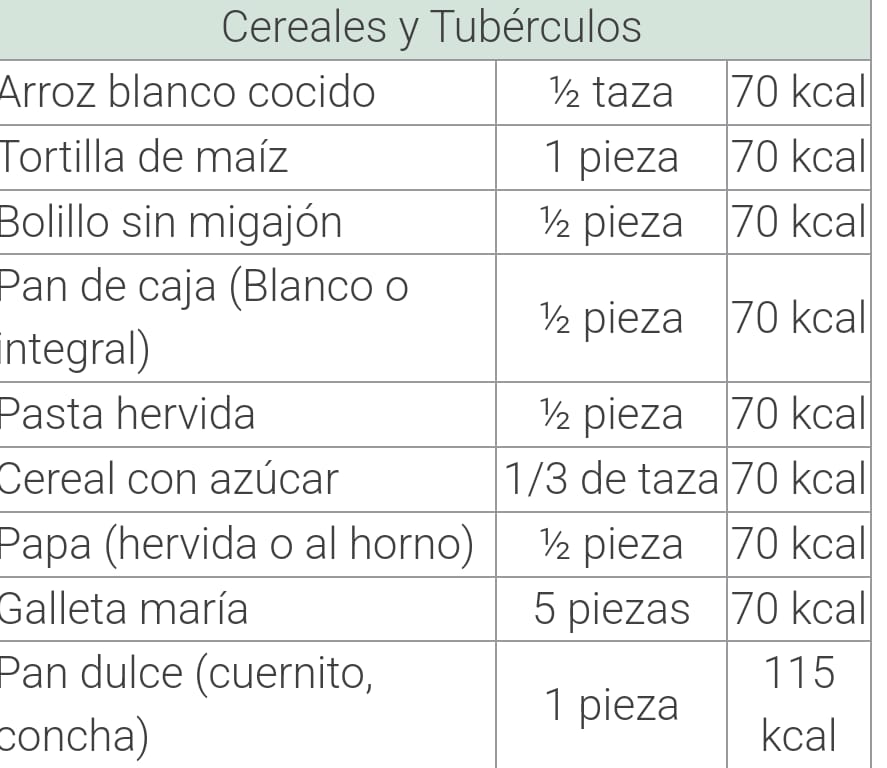 Cereales y Tubérculos
Arroz blanco cocido ½ taza 70 kcal
Tortilla de maíz 1 pieza 70 kcal
Bolillo sin migajón ½ pieza 70 kcal
Pan de caja (Blanco o
integral) ½ pieza 70 kcal
Pasta hervida ½ pieza 70 kcal
Cereal con azúcar 1/3 de taza 70 kcal
Papa (hervida o al horno) ½ pieza 70 kcal
Galleta maría 5 piezas 70 kcal
Pan dulce (cuernito,
concha) 1 pieza 115
kcal